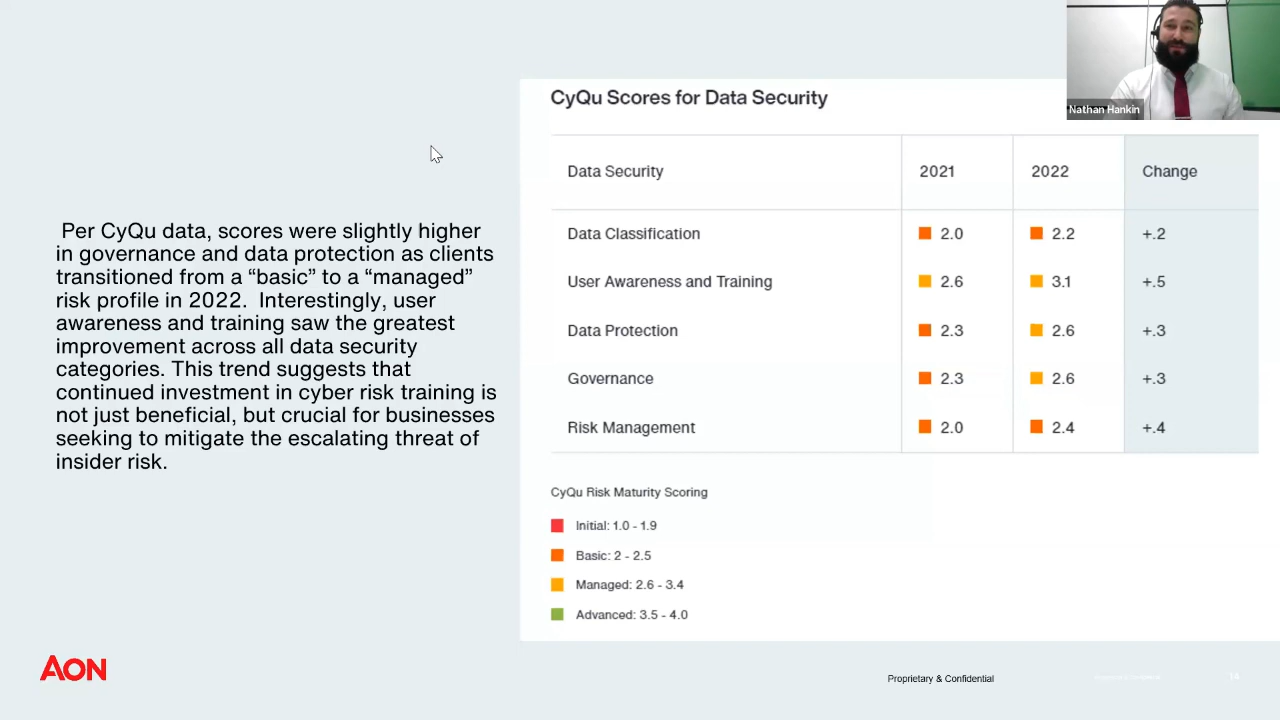 Nathan Hankin
CyQu Scores for Data Security
Data Security 2021 2022 Change
Data Classification 2.0 2.2 +.2
User Awareness and Training 2.6 3.1 +.5
Data Protection 2.3 2.6 +.3
Governance 2.3 2.6 +.3
Risk Management 2.0 2.4 +.4
CyQu Risk Maturity Scoring
Initial: 1.0 - 1.9
Basic: 2 - 2.5
Managed: 2.6 - 3.4
Advanced: 3.5 - 4.0
Per CyQu data, scores were slightly higher
in governance and data protection as clients
transitioned from a “basic” to a “managed”
risk profile in 2022.  Interestingly, user
awareness and training saw the greatest
improvement across all data security
categories. This trend suggests that
continued investment in cyber risk training is
not just beneficial, but crucial for businesses
seeking to mitigate the escalating threat of
insider risk.
AON
Proprietary & Confidential
14